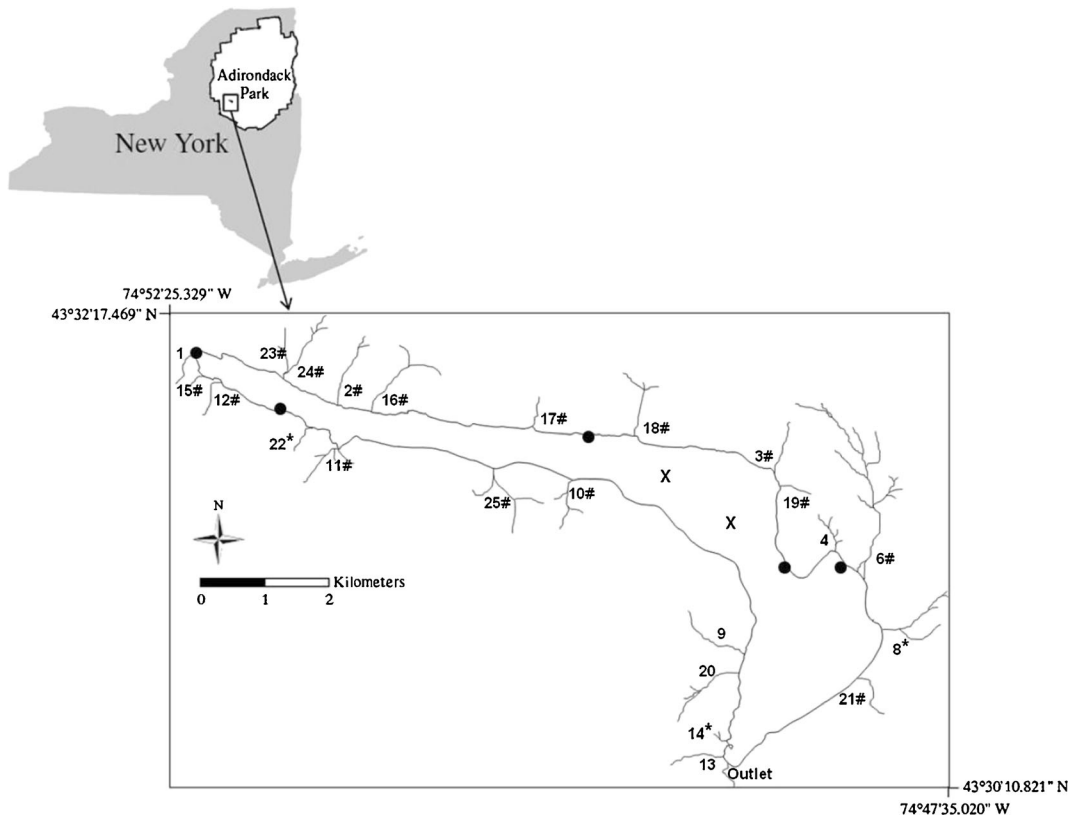 Adirondack
Park
New York
74°52'25.329" W
43°32'17.469" N
1
23#
24#
15#
12#
2#
16#
22*
11#
17#
18#
3#
X
25#
10#
19#
X
4
6#
N
Kilometers
0 1 2
9
8*
20
21#
14*
13
Outlet
43°30'10.821" N
74°47'35.020" W